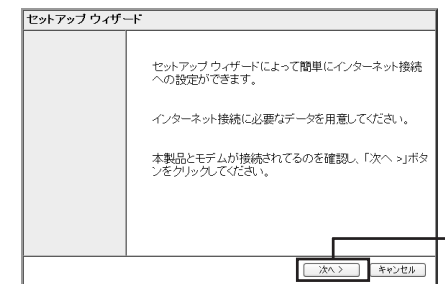 セットアップ ウィザード
セットアップ ウィザードによって簡単にインターネット接続
への設定ができます。
インターネット接続に必要なデータを用意してください。
本製品とモデムが接続されてるのを確認し、「次へ >」ボタ
ンをクリックしてください。
次へ >
キャンセル